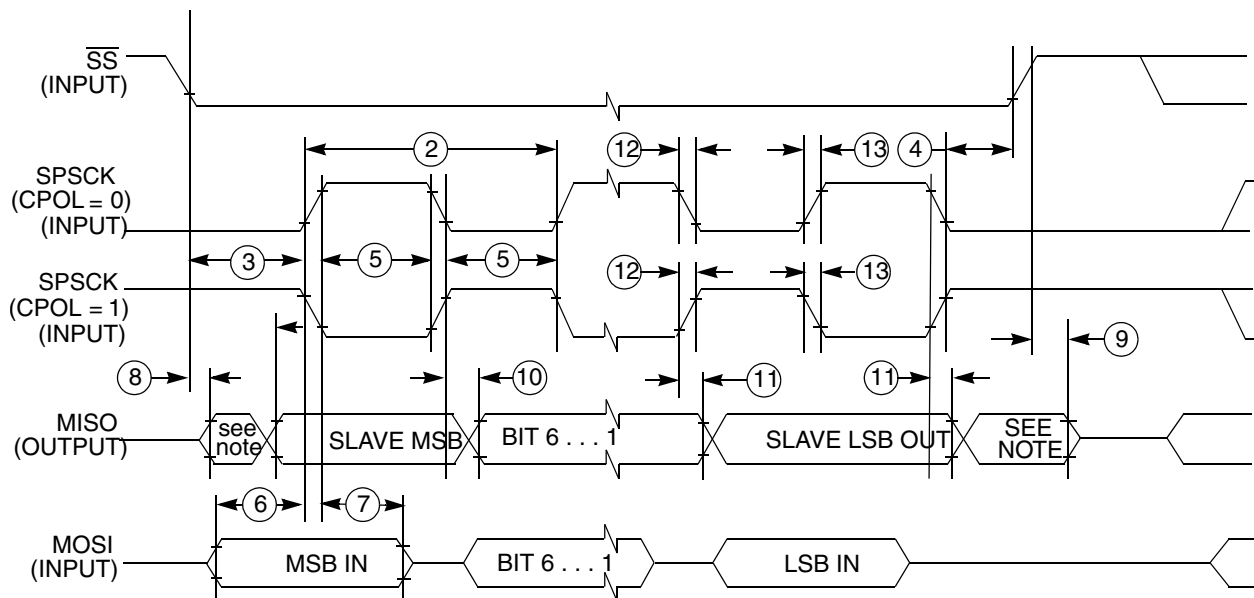 SS
(INPUT)
2
12
13
4
SPSCK
(CPOL = 0)
(INPUT)
3
5
5
12
13
SPSCK
(CPOL = 1)
(INPUT)
8
10
11
11
9
MISO
(OUTPUT)
see
note
SLAVE MSB
BIT 6 . . . 1
SLAVE LSB OUT
SEE
NOTE
6
7
MOSI
(INPUT)
MSB IN
BIT 6 . . . 1
LSB IN